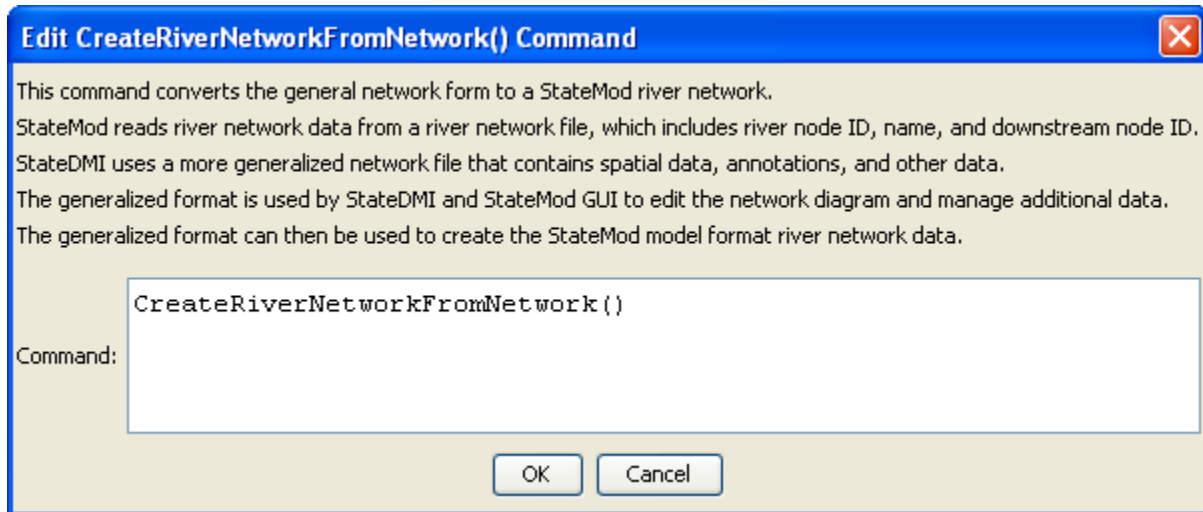 Edit CreateRiverNetworkFromNetwork() Command
This command converts the general network form to a StateMod river network.
StateMod reads river network data from a river network file, which includes river node ID, name, and downstream node ID.
StateDMI uses a more generalized network file that contains spatial data, annotations, and other data.
The generalized format is used by StateDMI and StateMod GUI to edit the network diagram and manage additional data.
The generalized format can then be used to create the StateMod model format river network data.
CreateRiverNetworkFromNetwork()
Command:
OK Cancel